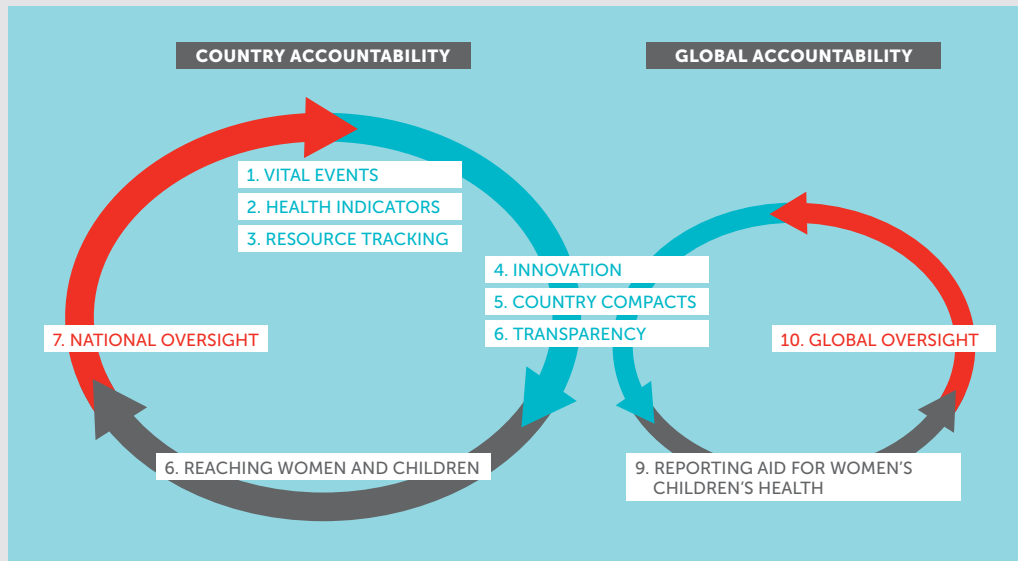 COUNTRY ACCOUNTABILITY
GLOBAL ACCOUNTABILITY
1. VITAL EVENTS
2. HEALTH INDICATORS
3. RESOURCE TRACKING
4. INNOVATION
5. COUNTRY COMPACTS
6. TRANSPARENCY
7. NATIONAL OVERSIGHT
10. GLOBAL OVERSIGHT
6. REACHING WOMEN AND CHILDREN
9. REPORTING AID FOR WOMEN’S
CHILDREN’S HEALTH